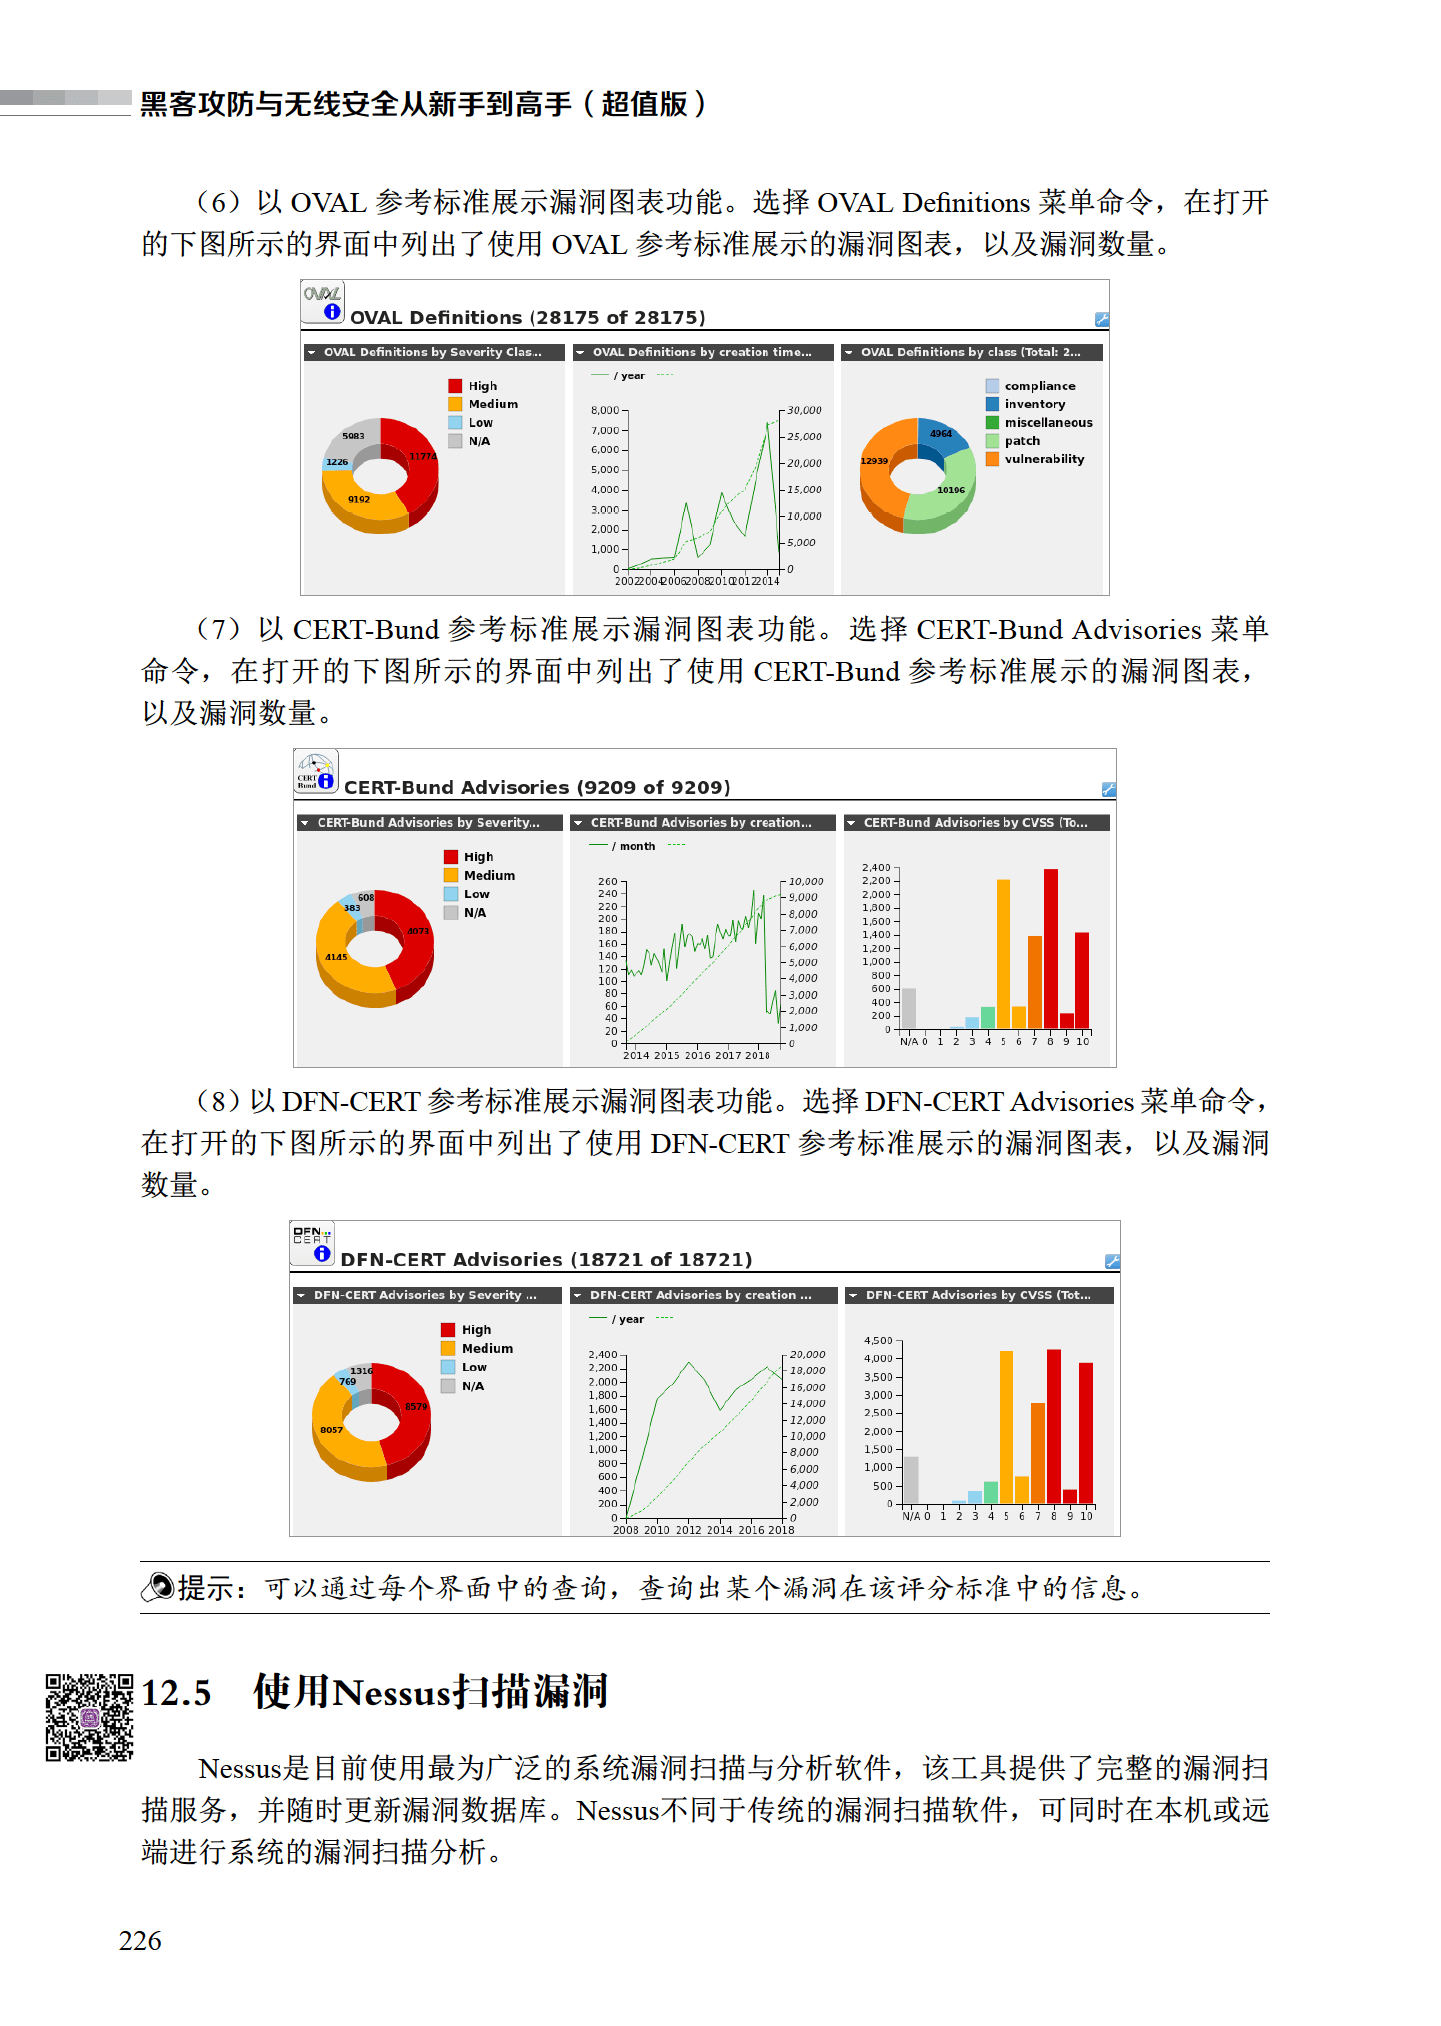 黑客攻防与无线安全从新手到高手（超值版）
（6）以 OVAL 参考标准展示漏洞图表功能。选择 OVAL Definitions 菜单命令，在打开
的下图所示的界面中列出了使用 OVAL 参考标准展示的漏洞图表，以及漏洞数量。
OVAL
OVAL Definitions (28175 of 28175)
OVAL Definitions by Severity Clas...
High
Medium
Low
N/A
5983
11774
1226
9192
OVAL Definitions by creation time...
/ year
8,000
7,000
6,000
5,000
4,000
3,000
2,000
1,000
0
30,000
25,000
20,000
15,000
10,000
5,000
0
2002 2004 2006 2008 2010 2012 2014
OVAL Definitions by class (Total: 2...
compliance
inventory
miscellaneous
patch
vulnerability
4964
12939
10196
（7）以 CERT-Bund 参考标准展示漏洞图表功能。选择 CERT-Bund Advisories 菜单
命令，在打开的下图所示的界面中列出了使用 CERT-Bund 参考标准展示的漏洞图表，
以及漏洞数量。
CERT
Bund
CERT-Bund Advisories (9209 of 9209)
CERT-Bund Advisories by Severity...
High
Medium
Low
N/A
608
383
4073
4145
CERT-Bund Advisories by creation...
/ month
260
240
220
200
180
160
140
120
100
80
60
40
20
0
10,000
9,000
8,000
7,000
6,000
5,000
4,000
3,000
2,000
1,000
0
2014 2015 2016 2017 2018
CERT-Bund Advisories by CVSS (To...
2,400
2,200
2,000
1,800
1,600
1,400
1,200
1,000
800
600
400
200
0
N/A 0 1 2 3 4 5 6 7 8 9 10
（8）以 DFN-CERT 参考标准展示漏洞图表功能。选择 DFN-CERT Advisories 菜单命令，
在打开的下图所示的界面中列出了使用 DFN-CERT 参考标准展示的漏洞图表，以及漏洞
数量。
DFN
CERT
DFN-CERT Advisories (18721 of 18721)
DFN-CERT Advisories by Severity ...
High
Medium
Low
N/A
1316
769
8579
8057
DFN-CERT Advisories by creation ...
/ year
2,400
2,200
2,000
1,800
1,600
1,400
1,200
1,000
800
600
400
200
0
20,000
18,000
16,000
14,000
12,000
10,000
8,000
6,000
4,000
2,000
0
2008 2010 2012 2014 2016 2018
DFN-CERT Advisories by CVSS (Tot...
4,500
4,000
3,500
3,000
2,500
2,000
1,500
1,000
500
0
N/A 0 1 2 3 4 5 6 7 8 9 10
提示：可以通过每个界面中的查询，查询出某个漏洞在该评分标准中的信息。
12.5 使用Nessus扫描漏洞
Nessus是目前使用最为广泛的系统漏洞扫描与分析软件，该工具提供了完整的漏洞扫
描服务，并随时更新漏洞数据库。Nessus不同于传统的漏洞扫描软件，可同时在本机或远
端进行系统的漏洞扫描分析。
226